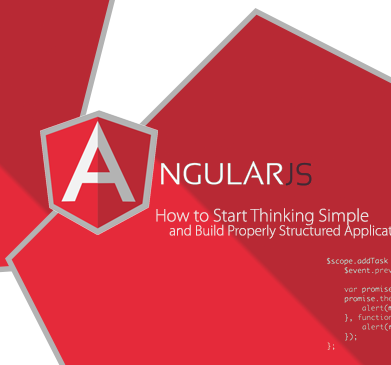 ANGULARJS
How to Start Thinking Simple
and Build Properly Structured Applicat
$scope.addTask
$event.prev
var promise
promise.the
alert(
}, function
alert(
});
};